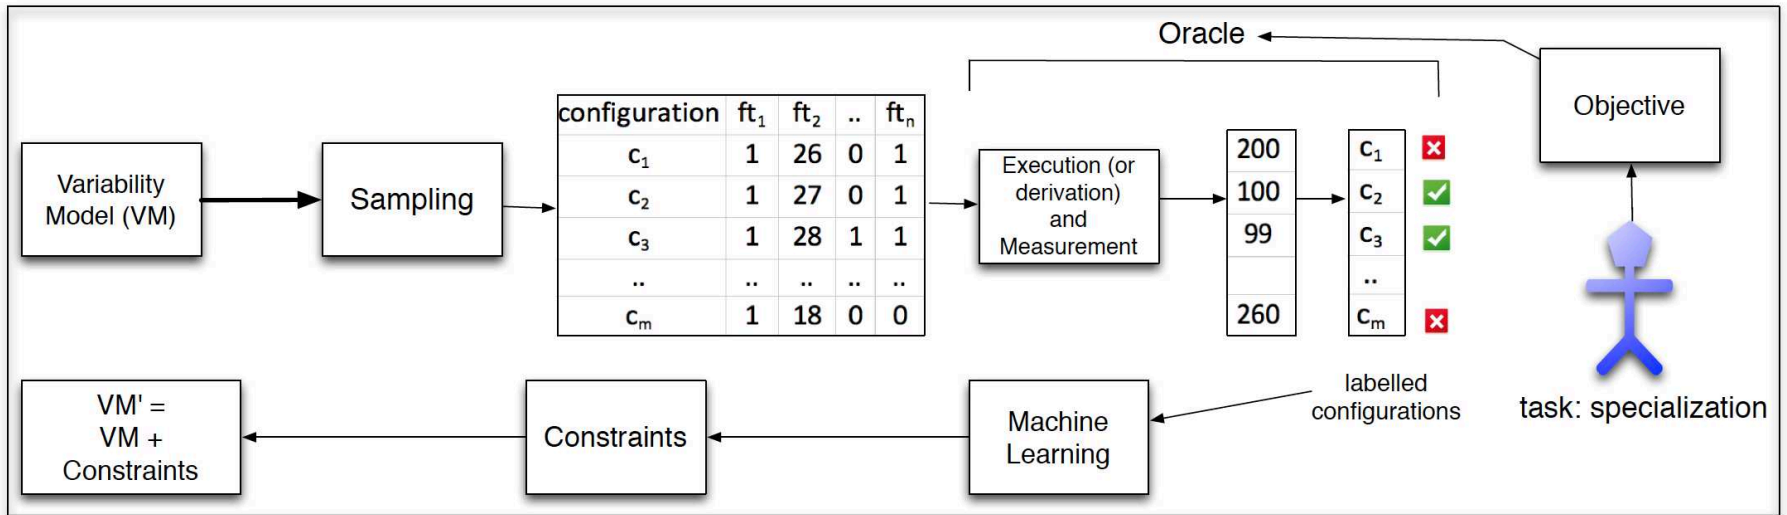 Oracle
Objective
configuration ft1 ft2 .. ftn
c1 1 26 0 1
c2 1 27 0 1
c3 1 28 1 1
.. .. .. .. ..
cm 1 18 0 0
Variability
Model (VM)
Sampling
Execution (or
derivation)
and
Measurement
200
100
99
260
c1
c2
c3
..
cm
task: specialization
labelled
configurations
Machine
Learning
Constraints
VM' =
VM +
Constraints